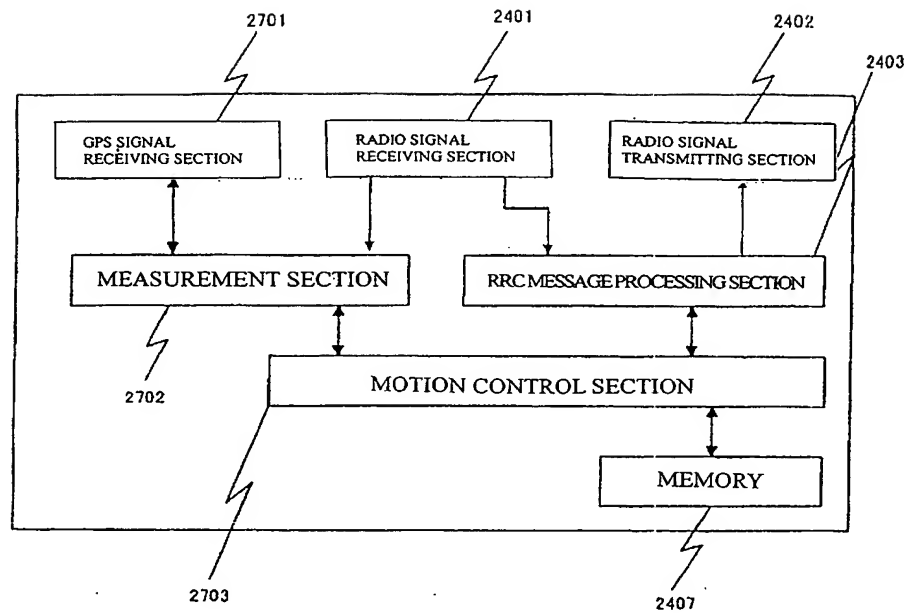 2701
2401
2402
2403
GPS SIGNAL
RECEIVING SECTION
RADIO SIGNAL
RECEIVING SECTION
RADIO SIGNAL
TRANSMITTING SECTION
MEASUREMENT SECTION
RRC MESSAGE PROCESSING SECTION
2702
MOTION CONTROL SECTION
MEMORY
2703
2407